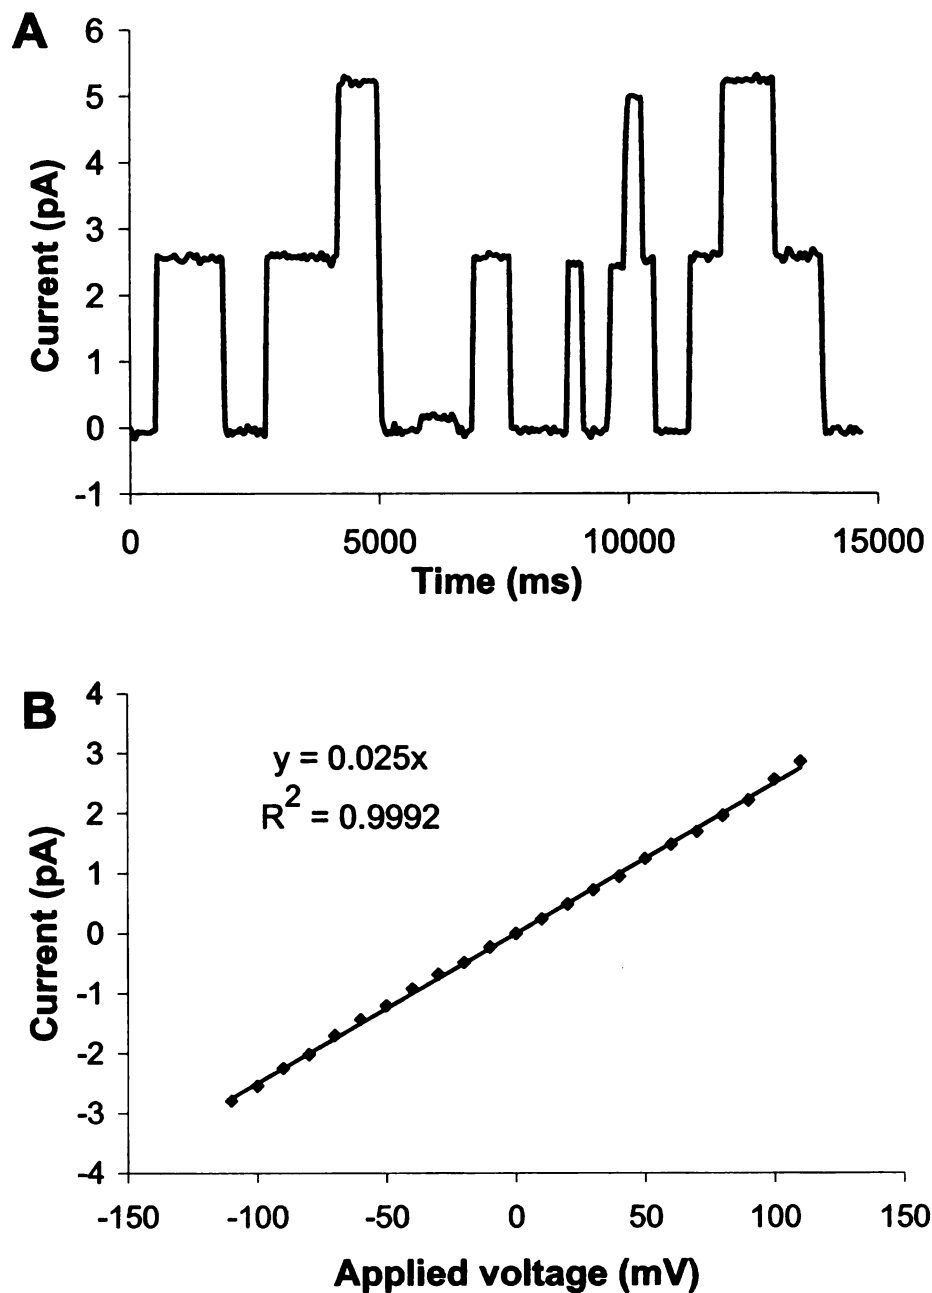 A
6
5
4
3
2
1
0
-1
Current (pA)
0 5000 10000 15000
Time (ms)
B
4
3
2
1
0
-1
-2
-3
-4
Current (pA)
y = 0.025x
R² = 0.9992
-150 -100 -50 0 50 100 150
Applied voltage (mV)